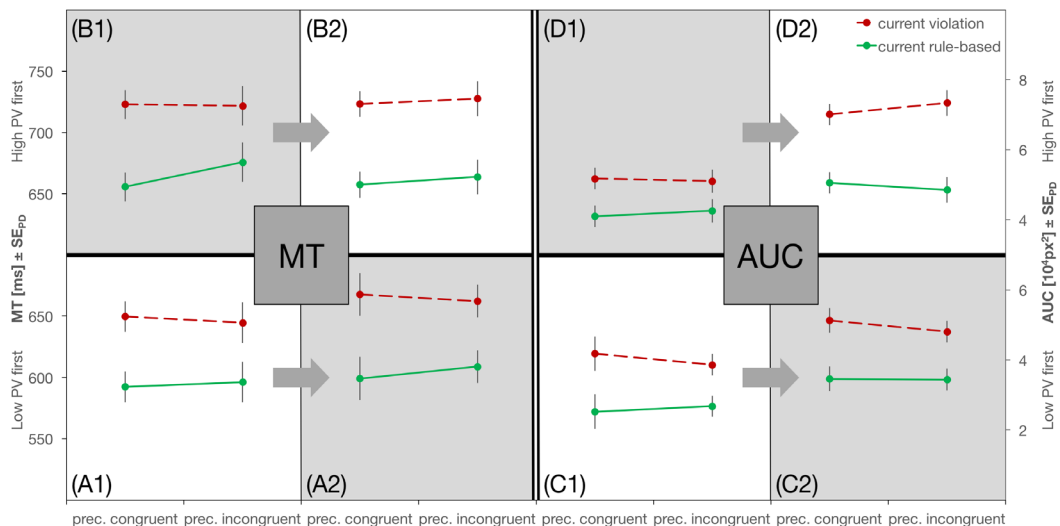 (B1)
(B2)
(D1)
(D2)
current violation
current rule-based
750
700
650
High PV first
8
6
4
High PV first
MT [ms] ± SE_PD
MT
AUC
AUC [10⁴px²] ± SE_PD
650
600
550
Low PV first
6
4
2
Low PV first
(A1)
(A2)
(C1)
(C2)
prec. congruent prec. incongruent prec. congruent prec. incongruent prec. congruent prec. incongruent prec. congruent prec. incongruent